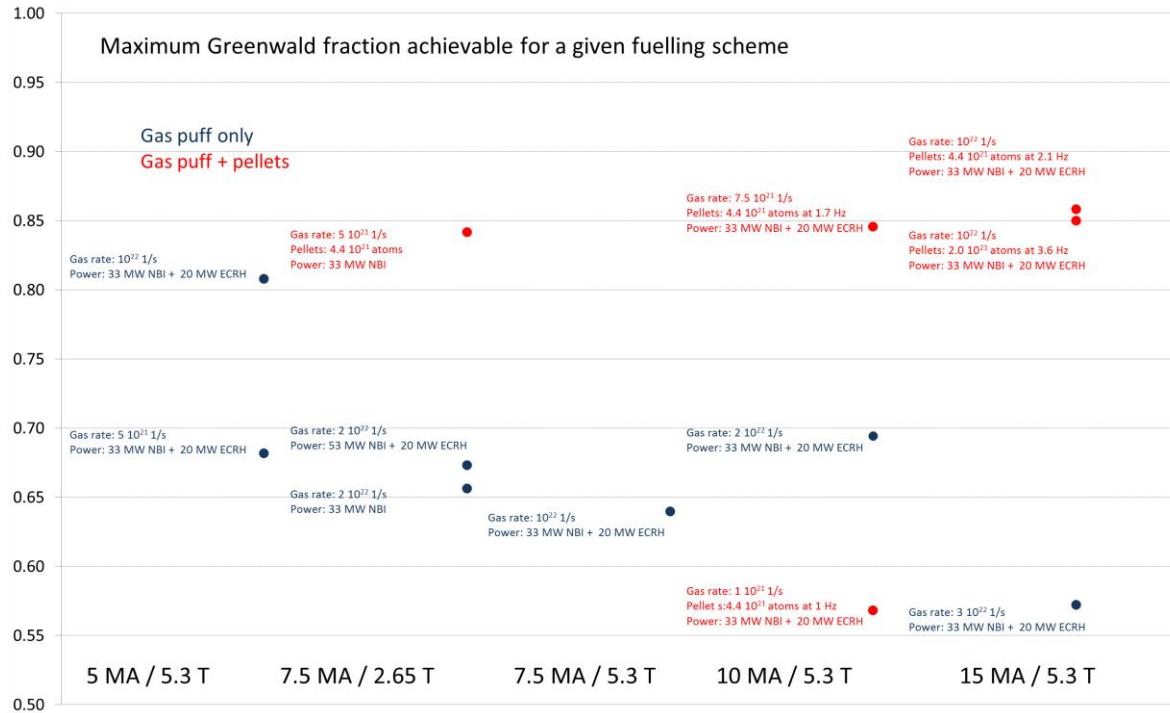 Maximum Greenwald fraction achievable for a given fuelling scheme
1.00
0.95
0.90
0.85
0.80
0.75
0.70
0.65
0.60
0.55
0.50
Gas puff only
Gas puff + pellets
Gas rate: 10²² 1/s
Power: 33 MW NBI + 20 MW ECRH
Gas rate: 5 10²¹ 1/s
Power: 33 MW NBI + 20 MW ECRH
Gas rate: 5 10²¹ 1/s
Pellets: 4.4 10²¹ atoms
Power: 33 MW NBI
Gas rate: 2 10²² 1/s
Power: 53 MW NBI + 20 MW ECRH
Gas rate: 2 10²² 1/s
Power: 33 MW NBI
Gas rate: 10²² 1/s
Power: 33 MW NBI + 20 MW ECRH
Gas rate: 7.5 10²¹ 1/s
Pellets: 4.4 10²¹ atoms at 1.7 Hz
Power: 33 MW NBI + 20 MW ECRH
Gas rate: 2 10²² 1/s
Power: 33 MW NBI + 20 MW ECRH
Gas rate: 1 10²¹ 1/s
Pellet s:4.4 10²¹ atoms at 1 Hz
Power: 33 MW NBI + 20 MW ECRH
Gas rate: 10²² 1/s
Pellets: 4.4 10²¹ atoms at 2.1 Hz
Power: 33 MW NBI + 20 MW ECRH
Gas rate: 10²² 1/s
Pellets: 2.0 10²¹ atoms at 3.6 Hz
Power: 33 MW NBI + 20 MW ECRH
Gas rate: 3 10²² 1/s
Power: 33 MW NBI + 20 MW ECRH
5 MA / 5.3 T
7.5 MA / 2.65 T
7.5 MA / 5.3 T
10 MA / 5.3 T
15 MA / 5.3 T